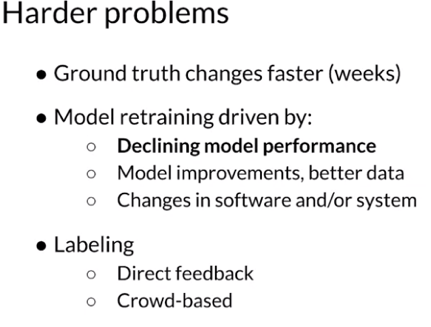 Harder problems
● Ground truth changes faster (weeks)
● Model retraining driven by:
○ Declining model performance
○ Model improvements, better data
○ Changes in software and/or system
● Labeling
○ Direct feedback
○ Crowd-based